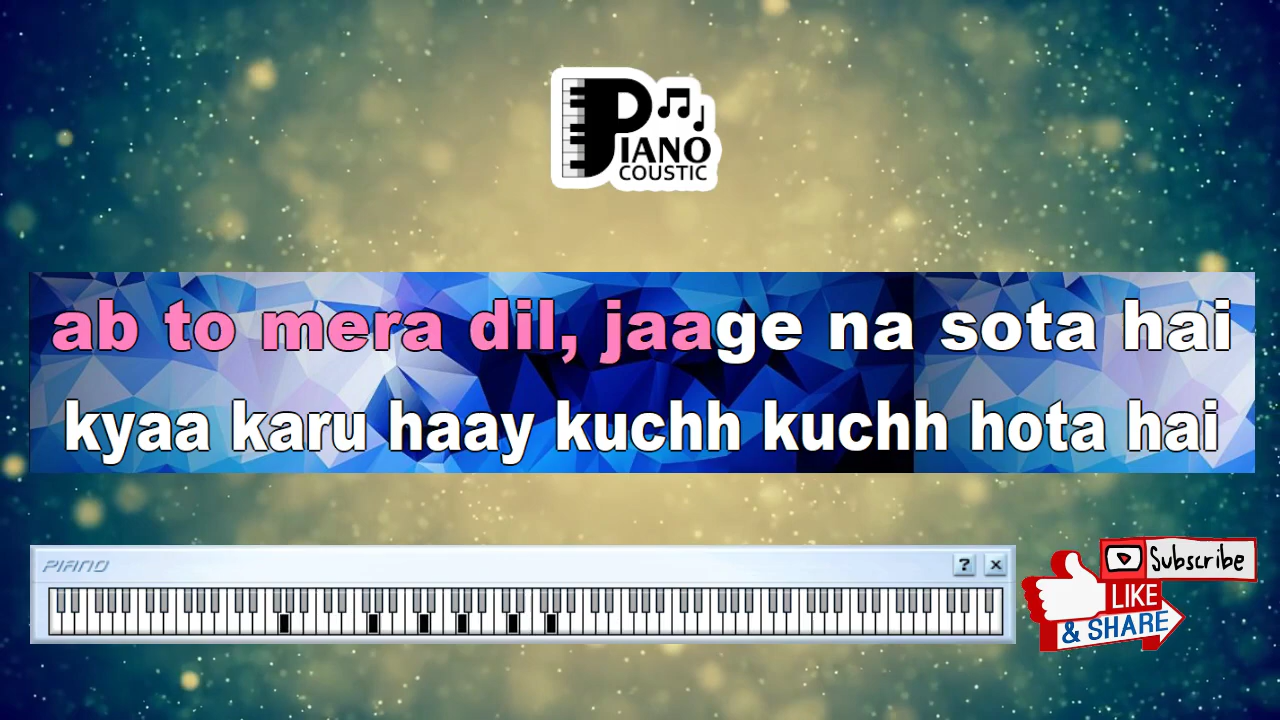 PIANO
COUSTIC
ab to mera dil, jaage na sota hai
kyaa karu haay kuchh kuchh hota hai
PIANO
? ×
Subscribe
LIKE
& SHARE